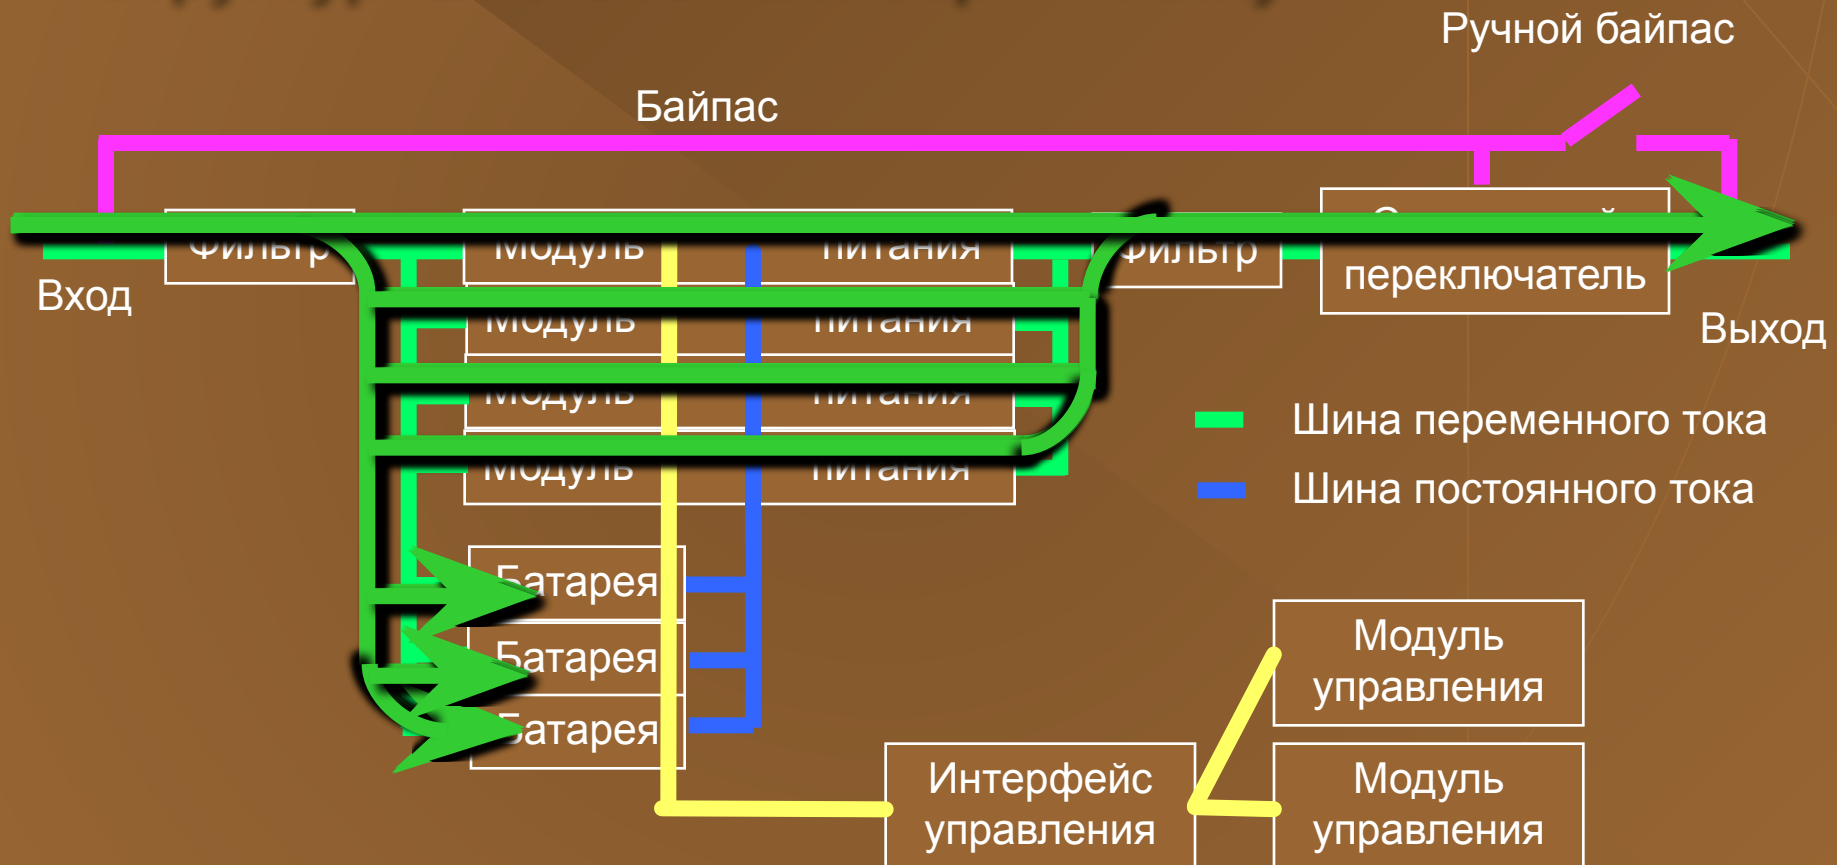 Ручной байпас
Байпас
Фильтр
Модуль питания
Фильтр
переключатель
Вход
Модуль питания
Выход
Модуль питания
Шина переменного тока
Модуль питания
Шина постоянного тока
Батарея
Батарея
Батарея
Модуль
управления
Интерфейс
управления
Модуль
управления